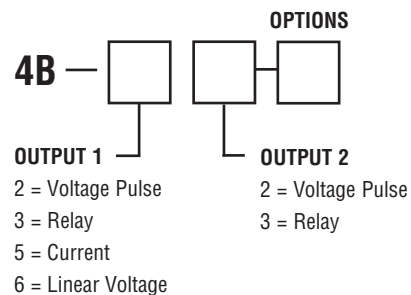 OPTIONS
4B —
OUTPUT 1
2 = Voltage Pulse
3 = Relay
5 = Current
6 = Linear Voltage
OUTPUT 2
2 = Voltage Pulse
3 = Relay